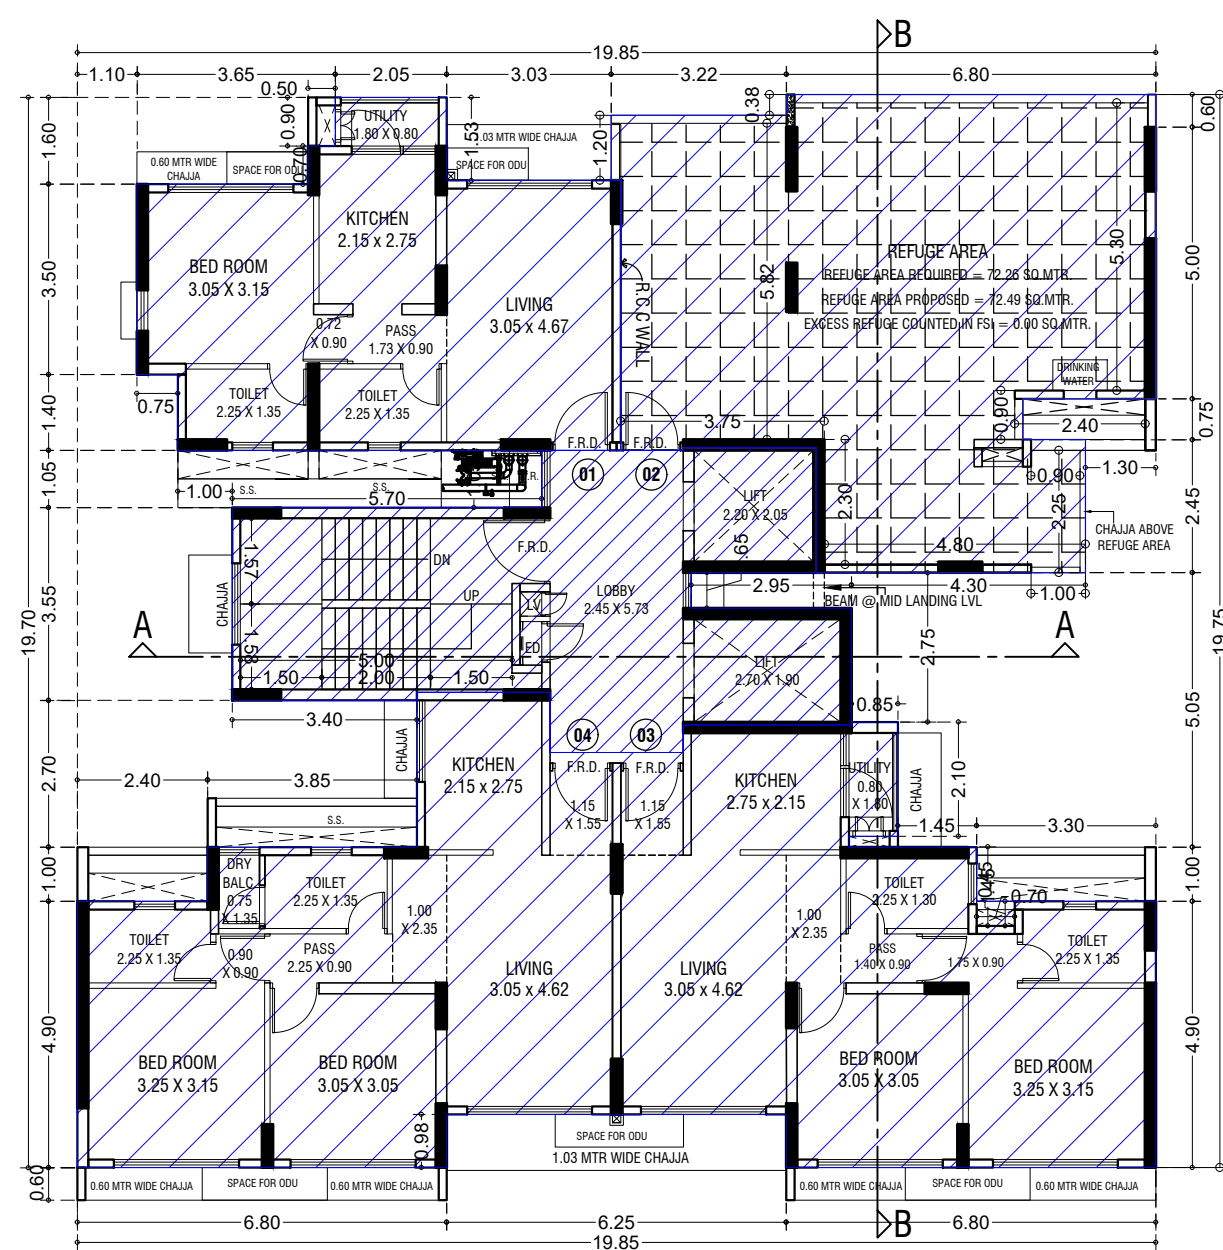 B
19.85
1.10
3.65
2.05
3.03
3.22
6.80
0.50
0.90
UTILITY
1.80 X 0.80
X
1.53
1.03 MTR WIDE CHAJJA
1.20
0.38
0.60
1.60
0.60 MTR WIDE
CHAJJA
SPACE FOR ODU
0.70
SPACE FOR ODU
KITCHEN
2.15 x 2.75
BED ROOM
3.05 X 3.15
LIVING
3.05 x 4.67
R.C.C WALL
5.82
5.30
5.00
REFUGE AREA
REFUGE AREA REQUIRED = 72.26 SQ.MTR.
REFUGE AREA PROPOSED = 72.49 SQ.MTR.
EXCESS REFUGE COUNTED IN FSI = 0.00 SQ.MTR.
3.50
0.72
X 0.90
PASS
1.73 X 0.90
DRINKING
WATER
TOILET
2.25 X 1.35
TOILET
2.25 X 1.35
0.75
1.40
3.75
0.90
2.40
0.75
F.R.D.
F.R.D.
01
02
1.05
1.00
S.S.
S.S.
5.70
LIFT
2.20 X 2.05
2.30
0.90
1.30
2.25
2.45
CHAJJA ABOVE
REFUGE AREA
4.80
F.R.D.
1.57
DN
UP
LV
ED
LOBBY
2.45 x 5.73
2.95
4.30
1.00
BEAM @ MID LANDING LVL
CHAJJA
3.55
19.70
19.75
A
A
1.58
5.00
1.50
2.00
1.50
LIFT
2.70 X 1.90
2.75
0.85
5.05
3.40
04
03
F.R.D.
F.R.D.
CHAJJA
KITCHEN
2.15 x 2.75
KITCHEN
2.75 x 2.15
UTILITY
0.80
X 1.80
CHAJJA
2.10
2.70
2.40
3.85
1.15
X 1.55
1.15
X 1.55
1.45
3.30
S.S.
1.00
DRY
BALC.
0.75
X 1.35
TOILET
2.25 X 1.35
1.00
X 2.35
1.00
X 2.35
TOILET
2.25 X 1.30
0.45
0.70
1.00
TOILET
2.25 X 1.35
0.90
X 0.90
PASS
2.25 X 0.90
PASS
1.40 X 0.90
1.75 X 0.90
TOILET
2.25 X 1.35
LIVING
3.05 x 4.62
LIVING
3.05 x 4.62
4.90
4.90
BED ROOM
3.25 X 3.15
BED ROOM
3.05 X 3.05
BED ROOM
3.05 X 3.05
BED ROOM
3.25 X 3.15
0.98
SPACE FOR ODU
1.03 MTR WIDE CHAJJA
0.60
0.60 MTR WIDE CHAJJA
SPACE FOR ODU
0.60 MTR WIDE CHAJJA
0.60 MTR WIDE CHAJJA
SPACE FOR ODU
0.60 MTR WIDE CHAJJA
B
6.80
6.25
6.80
19.85